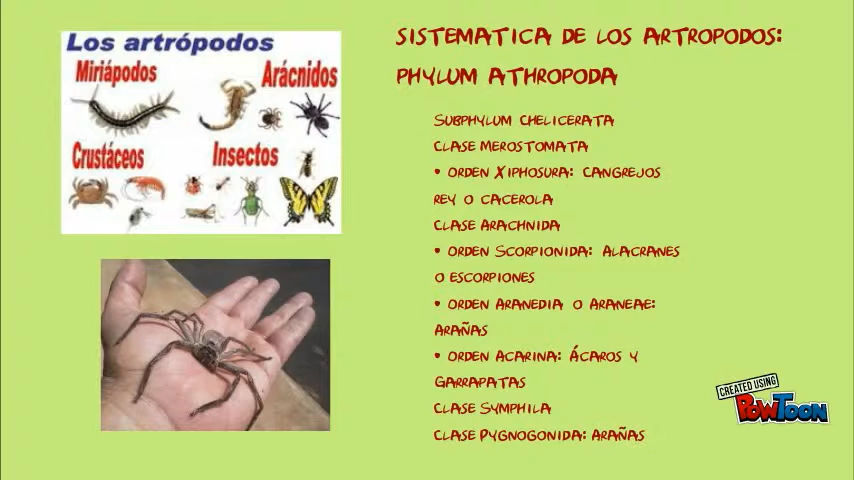 Los artrópodos
Miriápodos
Arácnidos
Crustáceos
Insectos
SISTEMATICA DE LOS ARTROPODOS:
PHYLUM ATHROPODA
SUBPHYLUM CHELICERATA
CLASE MEROSTOMATA
• ORDEN XIPHOSURA: CANGREJOS
REY O CACEROLA
CLASE ARACHNIDA
• ORDEN SCORPIONIDA: ALACRANES
O ESCORPIONES
• ORDEN ARANEDIA O ARANEAE:
ARAÑAS
• ORDEN ACARINA: ÁCAROS Y
GARRAPATAS
CLASE SYMPHILA
CLASE PYGNOGONIDA: ARAÑAS
CREATED USING
POWTOON